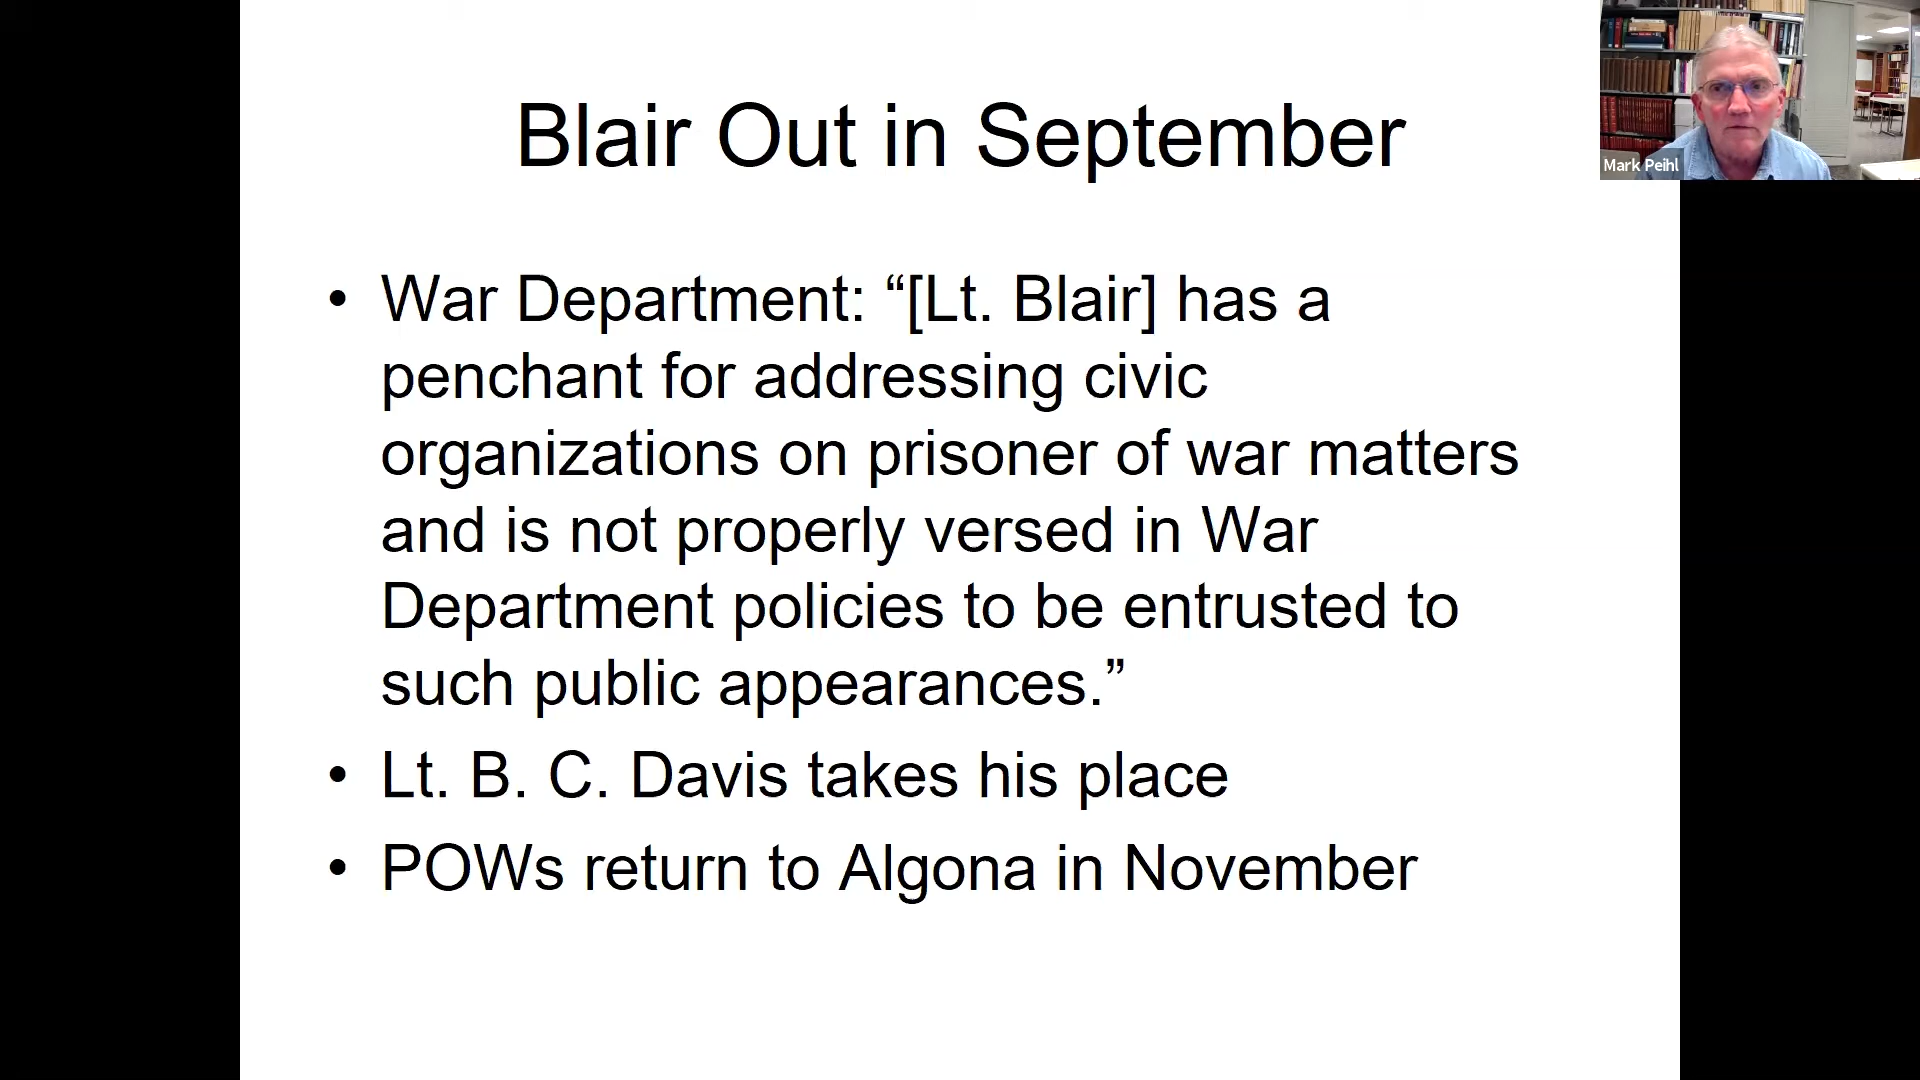 Blair Out in September
Mark Peihl
• War Department: “[Lt. Blair] has a
penchant for addressing civic
organizations on prisoner of war matters
and is not properly versed in War
Department policies to be entrusted to
such public appearances.”
• Lt. B. C. Davis takes his place
• POWs return to Algona in November